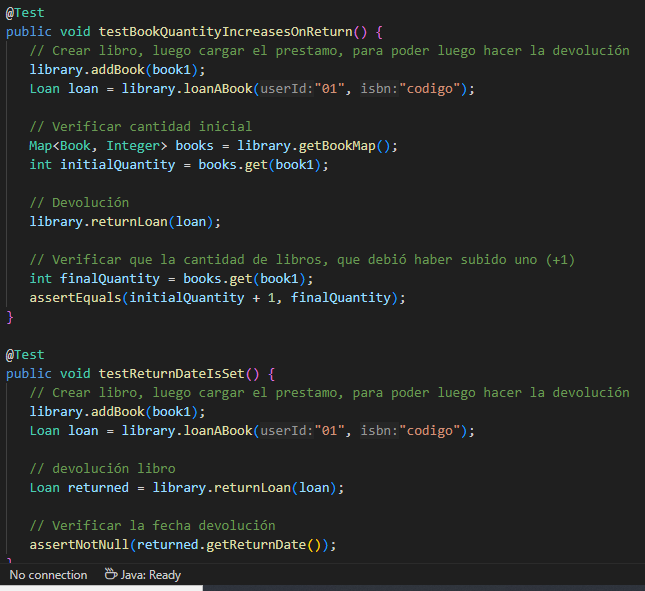 @Test
public void testBookQuantityIncreasesOnReturn() {
// Crear libro, luego cargar el prestamo, para poder luego hacer la devolución
library.addBook(book1);
Loan loan = library.loanABook(userId:"01", isbn:"codigo");
// Verificar cantidad inicial
Map<Book, Integer> books = library.getBookMap();
int initialQuantity = books.get(book1);
// Devolución
library.returnLoan(loan);
// Verificar que la cantidad de libros, que debió haber subido uno (+1)
int finalQuantity = books.get(book1);
assertEquals(initialQuantity + 1, finalQuantity);
}
@Test
public void testReturnDateIsSet() {
// Crear libro, luego cargar el prestamo, para poder luego hacer la devolución
library.addBook(book1);
Loan loan = library.loanABook(userId:"01", isbn:"codigo");
// devolución libro
Loan returned = library.returnLoan(loan);
// Verificar la fecha devolución
assertNotNull(returned.getReturnDate());
}
No connection Java: Ready